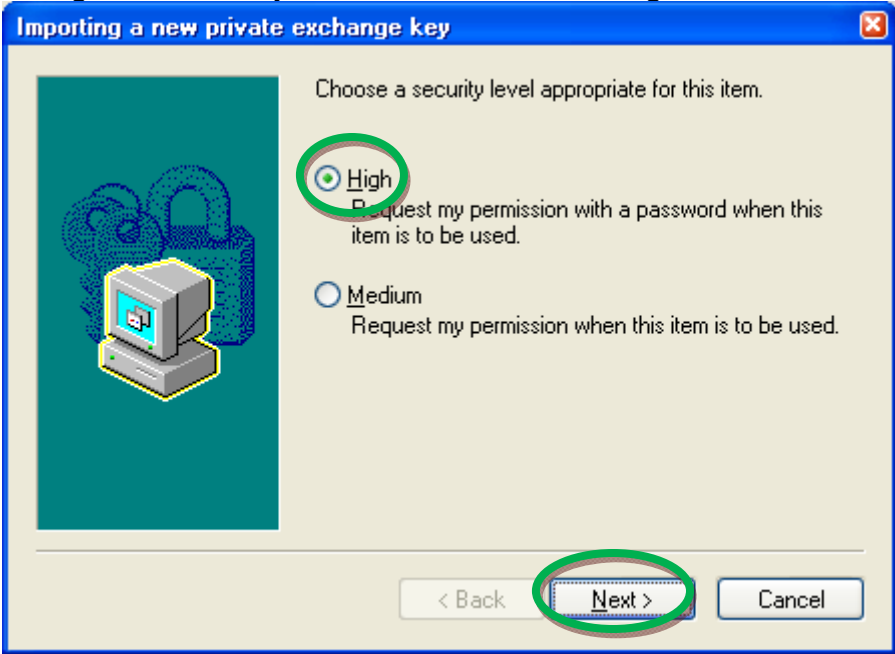 Importing a new private exchange key
Choose a security level appropriate for this item.
High
Request my permission with a password when this
item is to be used.
Medium
Request my permission when this item is to be used.
< Back
Next >
Cancel